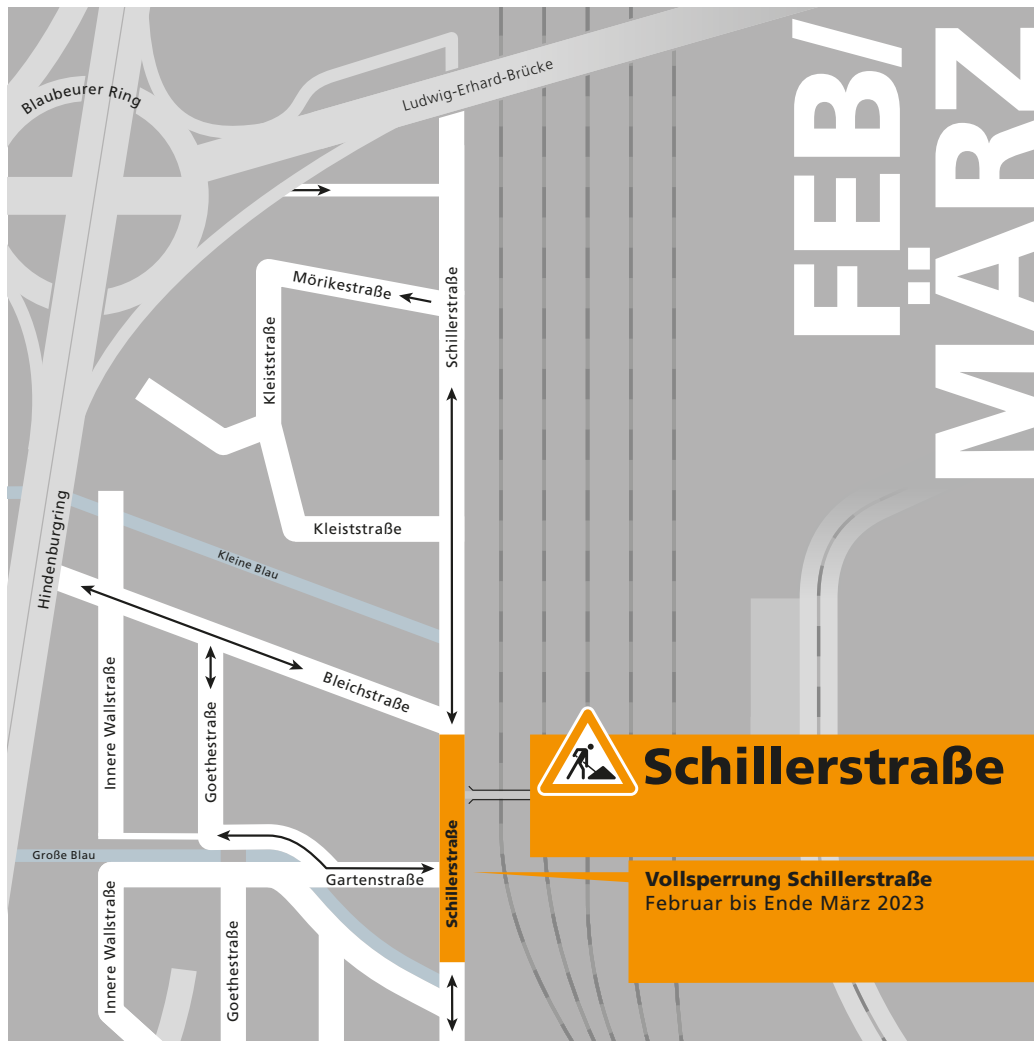 FEB/
MÄRZ
Blaubeurer Ring
Ludwig-Erhard-Brücke
Mörikestraße
Schillerstraße
Kleiststraße
Kleiststraße
Hindenburgring
Kleine Blau
Bleichstraße
Innere Wallstraße
Goethestraße
Schillerstraße
Große Blau
Gartenstraße
Schillerstraße
Vollsperrung Schillerstraße
Februar bis Ende März 2023
Innere Wallstraße
Goethestraße